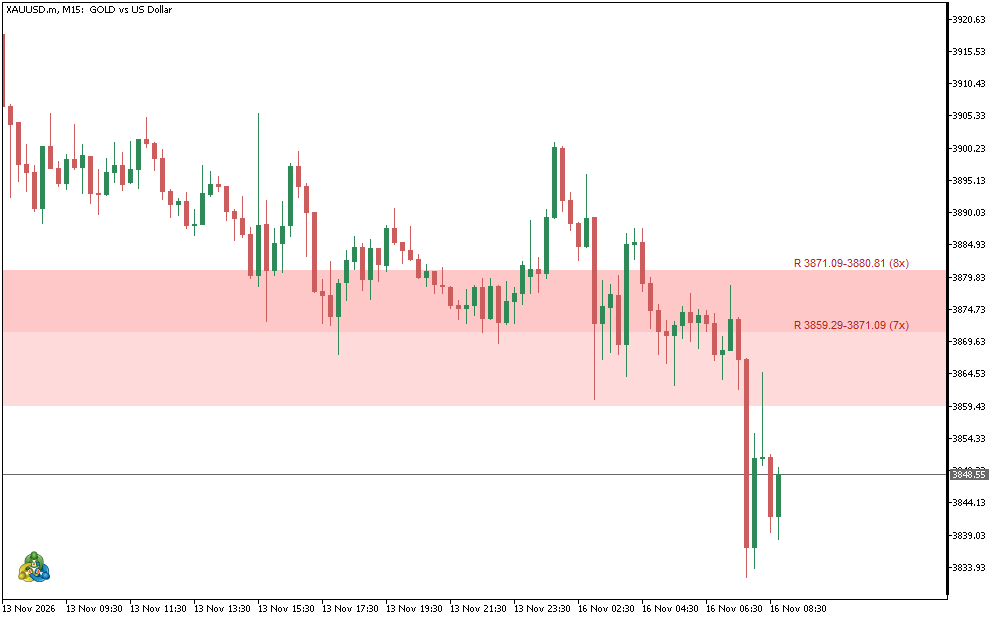 XAUUSD.m, M15: GOLD vs US Dollar
3920.63
3915.53
3910.43
3905.33
3900.23
3895.13
3890.03
3884.93
R 3871.09-3880.81 (8x)
3879.83
3874.73
R 3859.29-3871.09 (7x)
3869.63
3864.53
3859.43
3854.33
3848.55
3844.13
3839.03
3833.93
13 Nov 2026
13 Nov 09:30
13 Nov 11:30
13 Nov 13:30
13 Nov 15:30
13 Nov 17:30
13 Nov 19:30
13 Nov 21:30
13 Nov 23:30
16 Nov 02:30
16 Nov 04:30
16 Nov 06:30
16 Nov 08:30